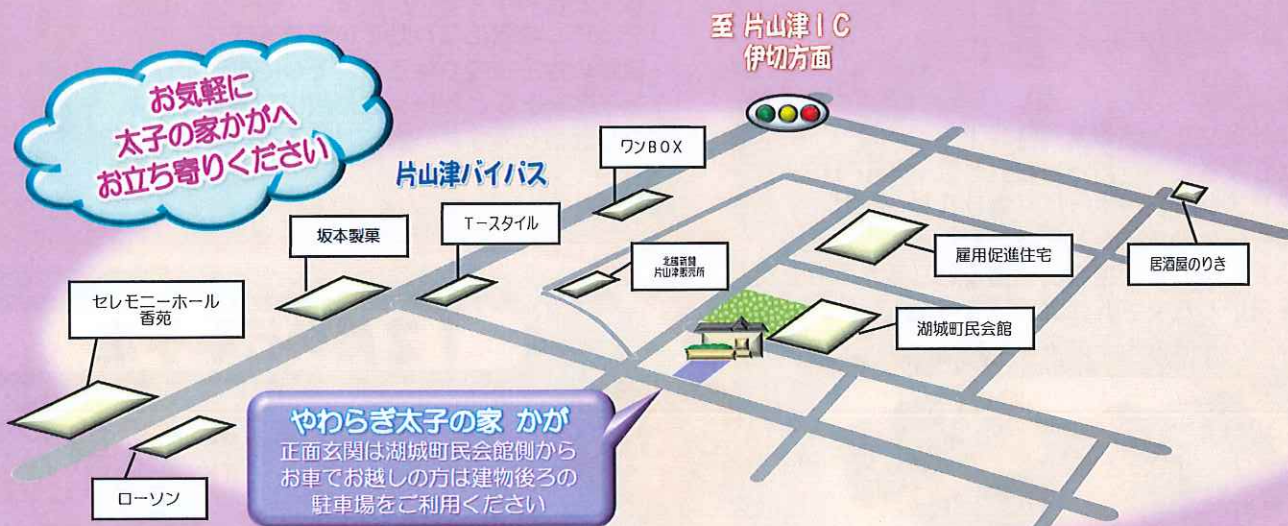 至 片山津IC
伊切方面
お気軽に
太子の家かがへ
お立ち寄りください
片山津バイパス
ワンBOX
Tースタイル
坂本製菓
セレモニーホール
香苑
北國新聞
片山津販売所
雇用促進住宅
居酒屋のりき
湖城町民会館
ローソン
やわらぎ太子の家 かが
正面玄関は湖城町民会館側から
お車でお越しの方は建物後ろの
駐車場をご利用ください